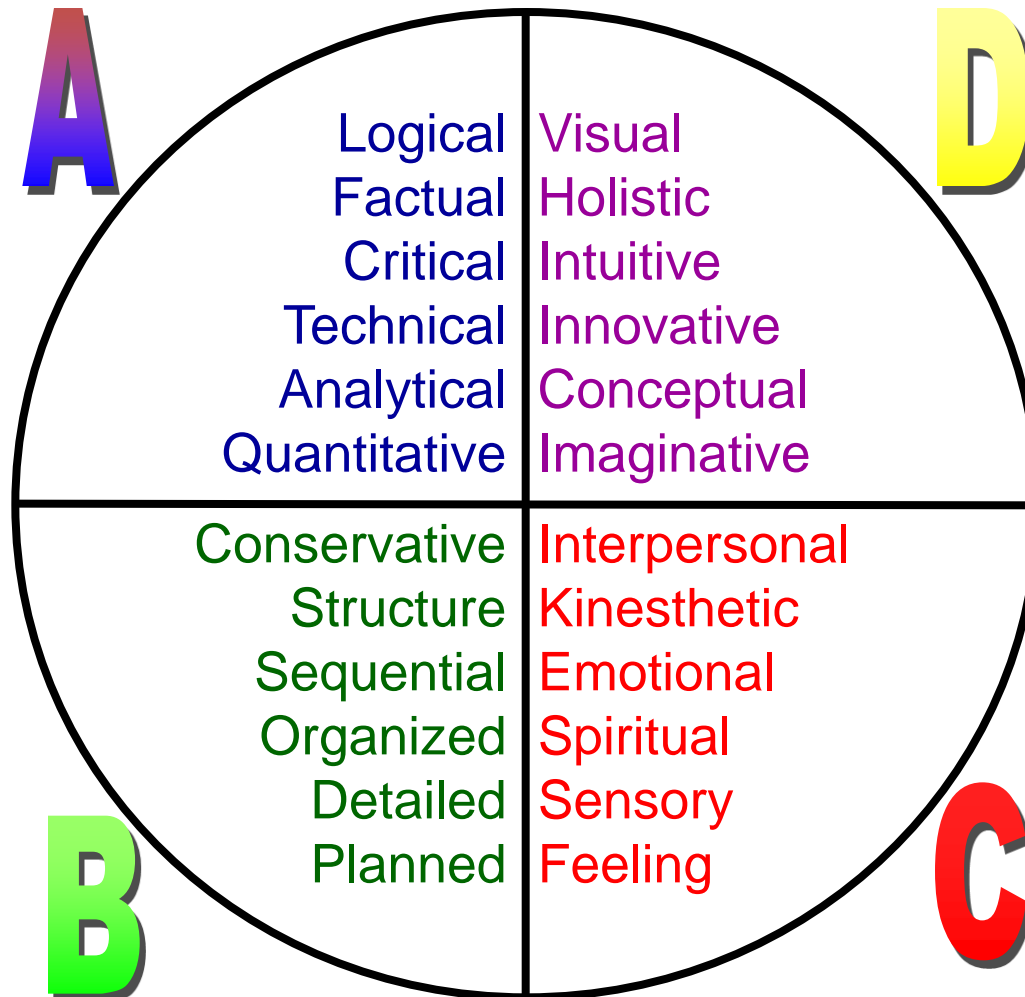 A
D
Logical
Factual
Critical
Technical
Analytical
Quantitative
Visual
Holistic
Intuitive
Innovative
Conceptual
Imaginative
Conservative
Structure
Sequential
Organized
Detailed
Planned
Interpersonal
Kinesthetic
Emotional
Spiritual
Sensory
Feeling
B
C